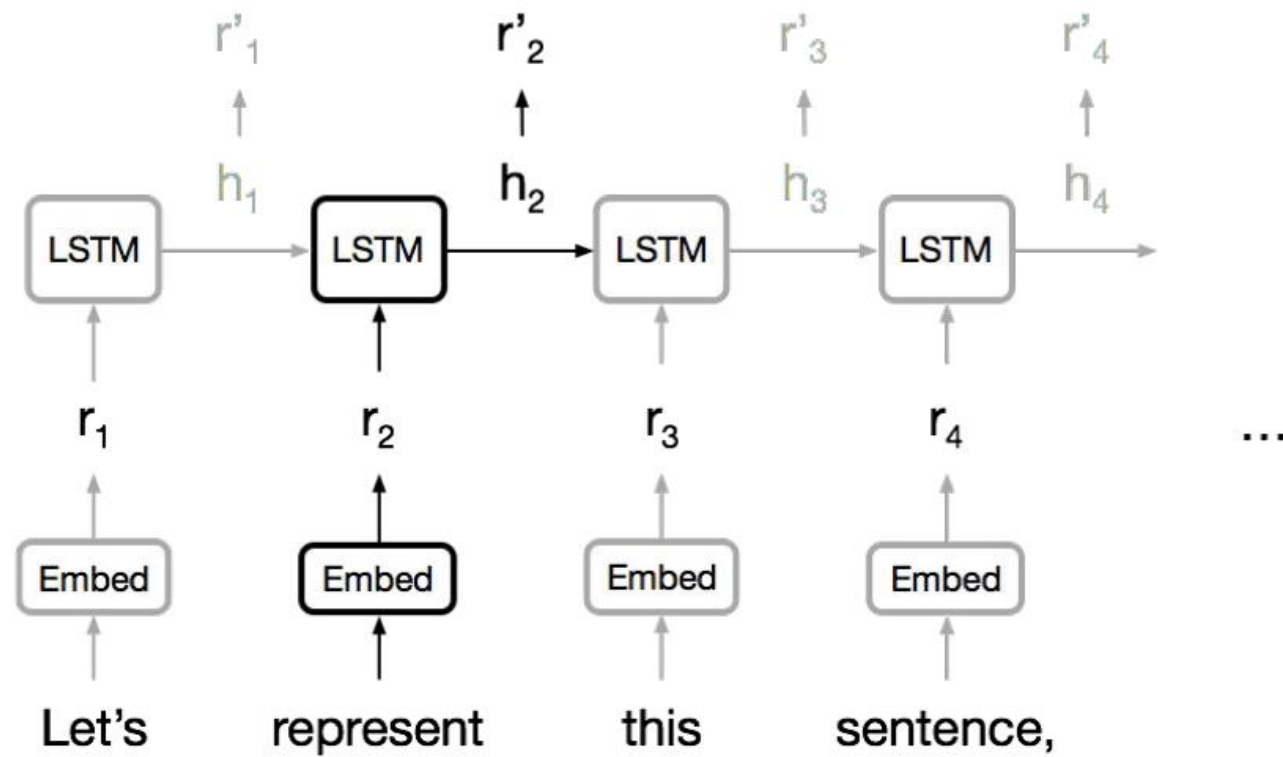 r'₁ r'₂ r'₃ r'₄
h₁ h₂ h₃ h₄
LSTM LSTM LSTM LSTM
r₁ r₂ r₃ r₄ ...
Embed Embed Embed Embed
Let's represent this sentence,